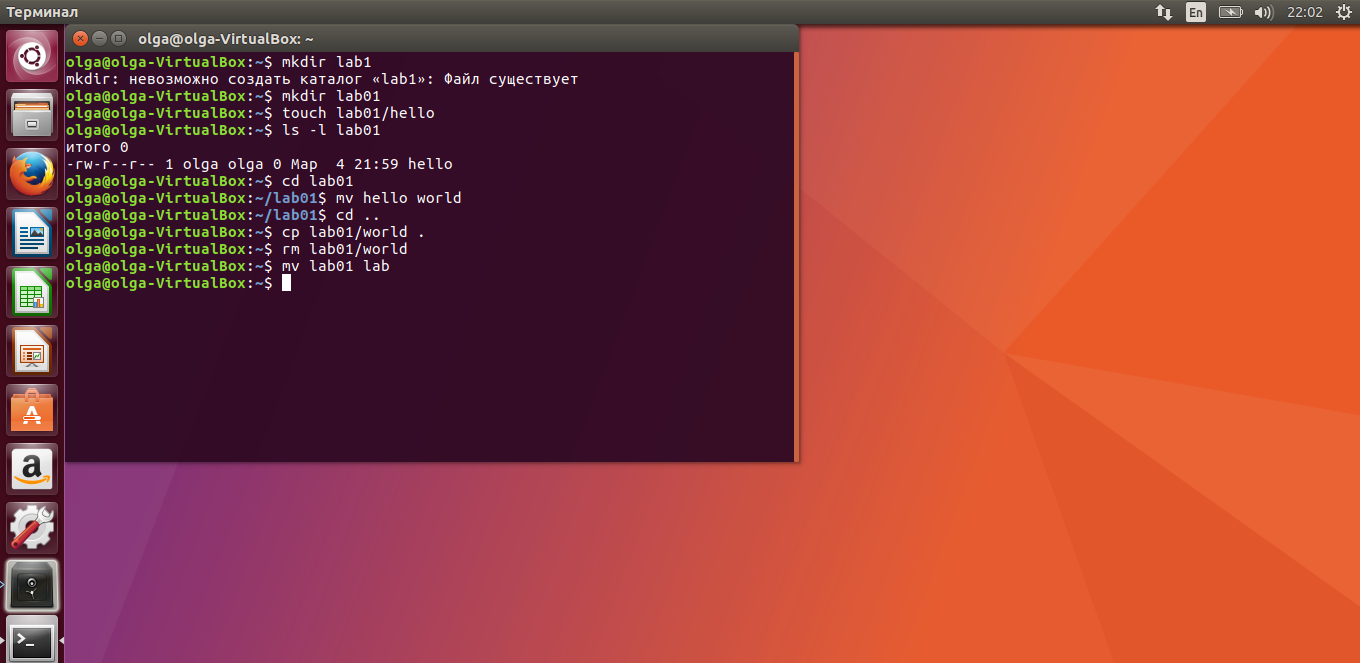 Терминал
En
22:02
olga@olga-VirtualBox: ~
olga@olga-VirtualBox:~$ mkdir lab1
mkdir: невозможно создать каталог «lab1»: Файл существует
olga@olga-VirtualBox:~$ mkdir lab01
olga@olga-VirtualBox:~$ touch lab01/hello
olga@olga-VirtualBox:~$ ls -l lab01
итого 0
-rw-r--r-- 1 olga olga 0 Мар  4 21:59 hello
olga@olga-VirtualBox:~$ cd lab01
olga@olga-VirtualBox:~/lab01$ mv hello world
olga@olga-VirtualBox:~/lab01$ cd ..
olga@olga-VirtualBox:~$ cp lab01/world .
olga@olga-VirtualBox:~$ rm lab01/world
olga@olga-VirtualBox:~$ mv lab01 lab
olga@olga-VirtualBox:~$